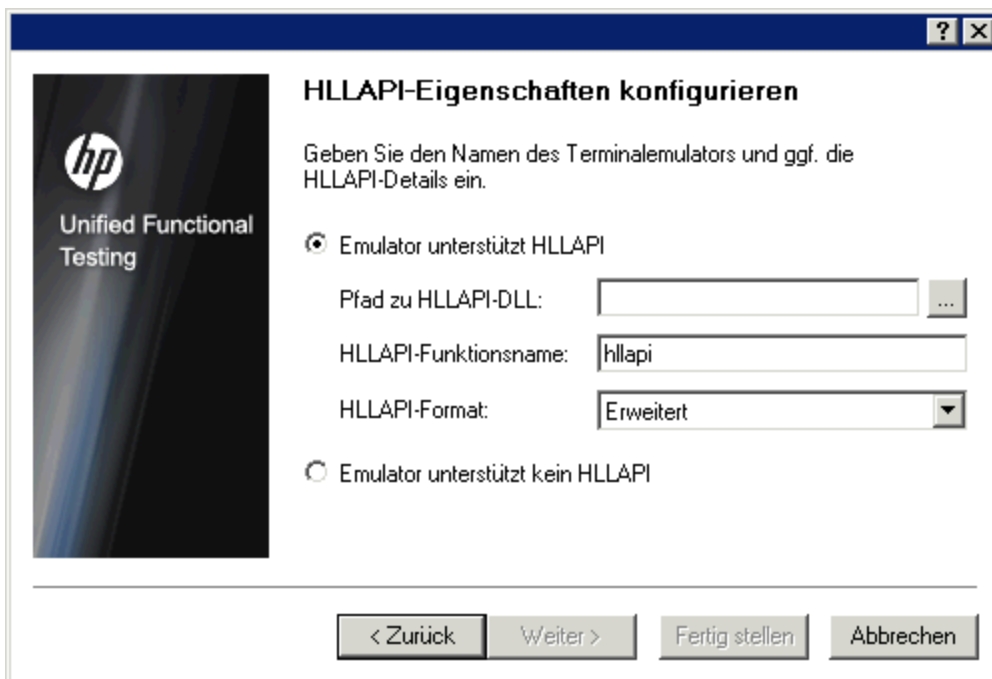 ? X
HLLAPI-Eigenschaften konfigurieren
hp
Unified Functional
Testing
Geben Sie den Namen des Terminalemulators und ggf. die
HLLAPI-Details ein.
Emulator unterstützt HLLAPI
Pfad zu HLLAPI-DLL: ...
HLLAPI-Funktionsname: hllapi
HLLAPI-Format: Erweitert
Emulator unterstützt kein HLLAPI
< Zurück Weiter > Fertig stellen Abbrechen